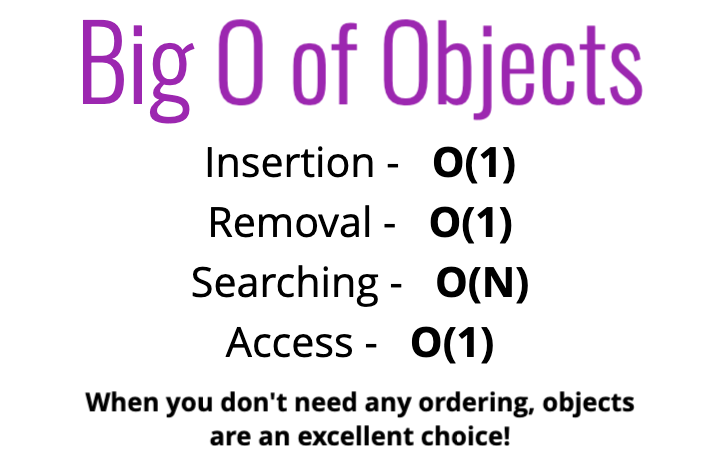 Big O of Objects
Insertion - O(1)
Removal - O(1)
Searching - O(N)
Access - O(1)
When you don't need any ordering, objects
are an excellent choice!